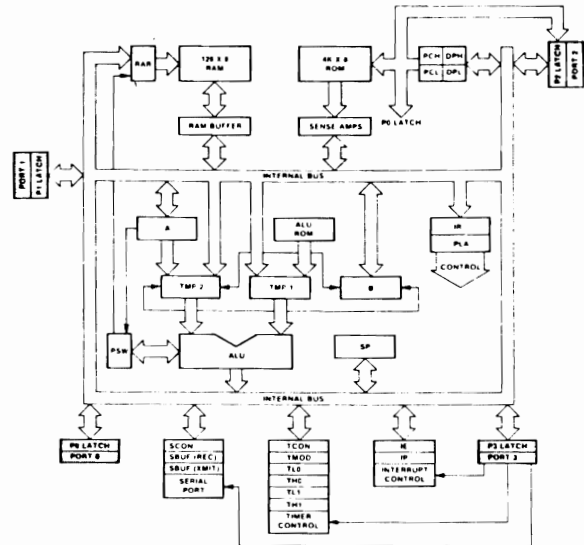 RAR
128 X 8
RAM
4K X 8
ROM
PCH DPH
PCL DPL
P2 LATCH
PORT 2
RAM BUFFER
SENSE AMPS
P0 LATCH
PORT 1
P1 LATCH
INTERNAL BUS
A
ALU
ROM
IR
PLA
CONTROL
TMP 2
TMP 1
B
PSW
ALU
SP
INTERNAL BUS
P0 LATCH
PORT 0
SCON
SBUF (REC)
SBUF (XMIT)
SERIAL
PORT
TCON
TMOD
TL0
TH0
TL1
TH1
TIMER
CONTROL
IE
IP
INTERRUPT
CONTROL
P3 LATCH
PORT 3